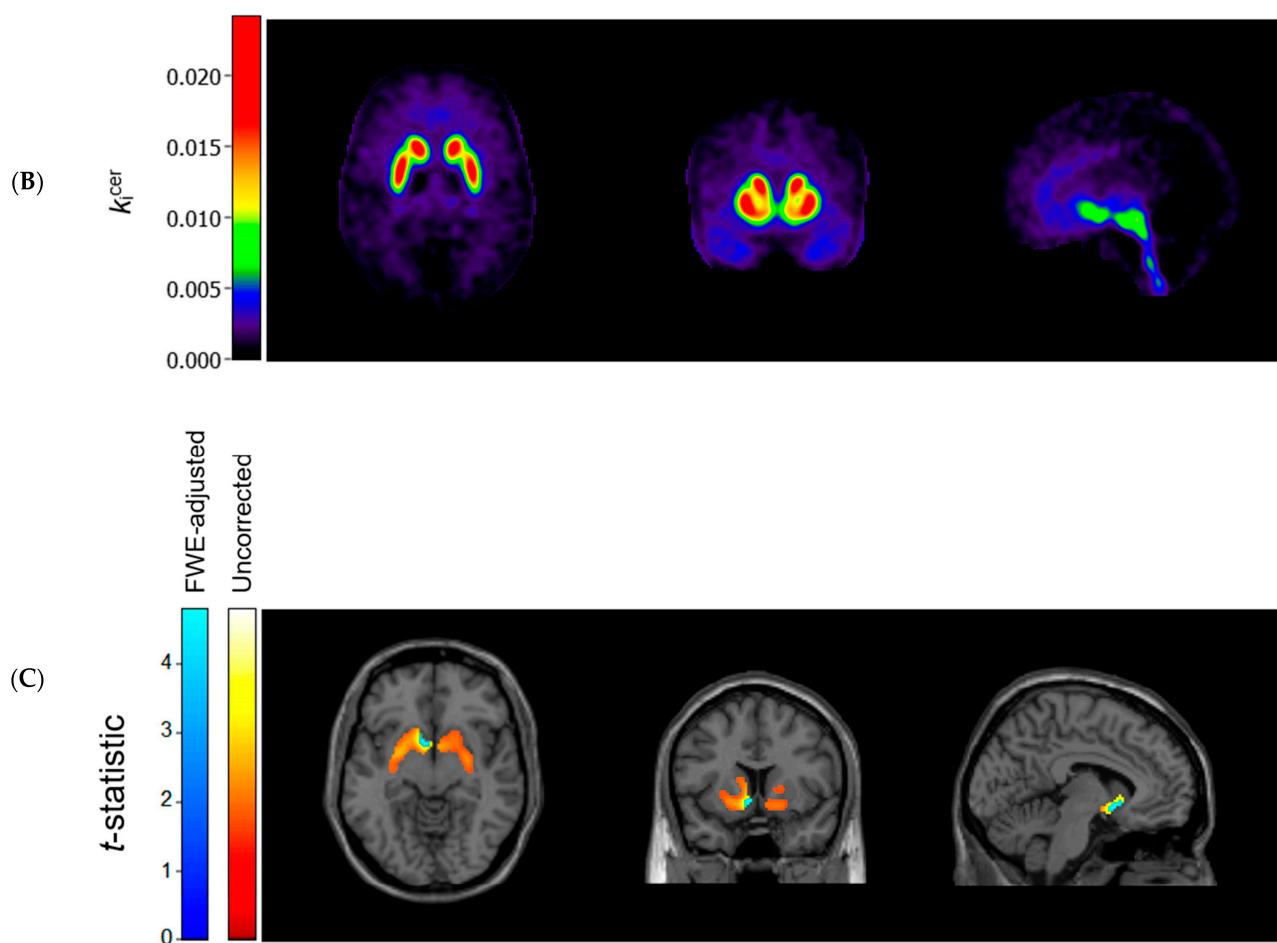 (B)
k_i^cer
0.020
0.015
0.010
0.005
0.000
(C)
t-statistic
FWE-adjusted
Uncorrected
4
3
2
1
0